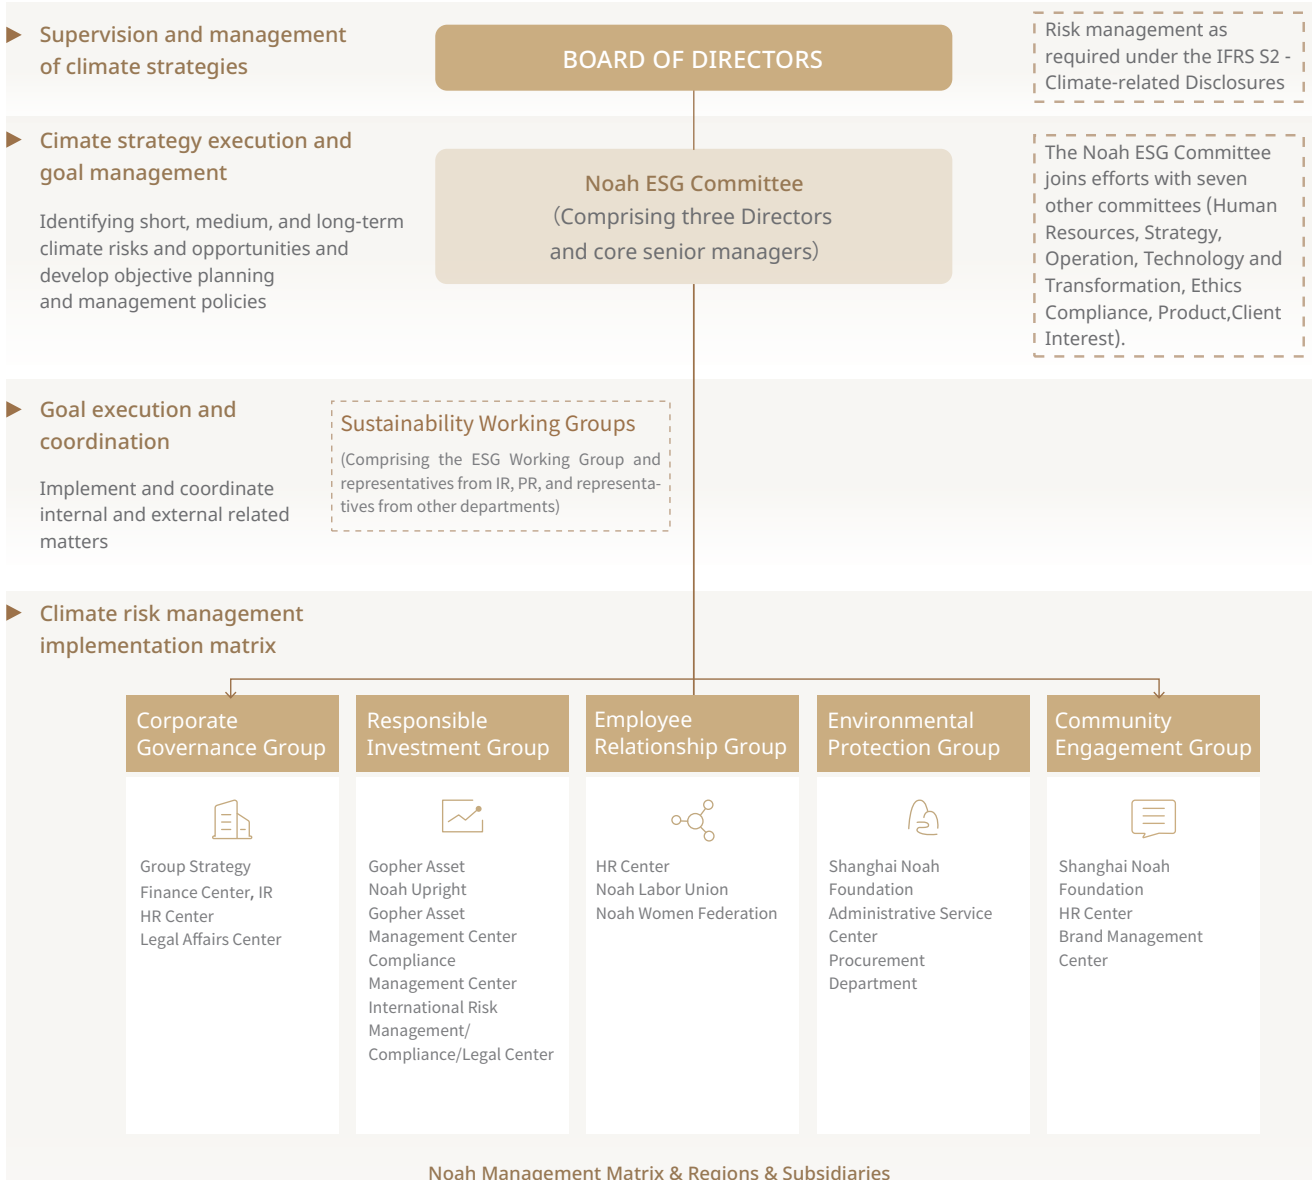 Supervision and management
of climate strategies
BOARD OF DIRECTORS
Risk management as
required under the IFRS S2 -
Climate-related Disclosures
Cimate strategy execution and
goal management
Identifying short, medium, and long-term
climate risks and opportunities and
develop objective planning
and management policies
Noah ESG Committee
（Comprising three Directors
and core senior managers）
The Noah ESG Committee
joins efforts with seven
other committees (Human
Resources, Strategy,
Operation, Technology and
Transformation, Ethics
Compliance, Product,Client
Interest).
Goal execution and
coordination
Implement and coordinate
internal and external related
matters
Sustainability Working Groups
(Comprising the ESG Working Group and
representatives from IR, PR, and representa-
tives from other departments)
Climate risk management
implementation matrix
Corporate
Governance Group
Group Strategy
Finance Center, IR
HR Center
Legal Affairs Center
Responsible
Investment Group
Gopher Asset
Noah Upright
Gopher Asset
Management Center
Compliance
Management Center
International Risk
Management/
Compliance/Legal Center
Employee
Relationship Group
HR Center
Noah Labor Union
Noah Women Federation
Environmental
Protection Group
Shanghai Noah
Foundation
Administrative Service
Center
Procurement
Department
Community
Engagement Group
Shanghai Noah
Foundation
HR Center
Brand Management
Center
Noah Management Matrix & Regions & Subsidiaries